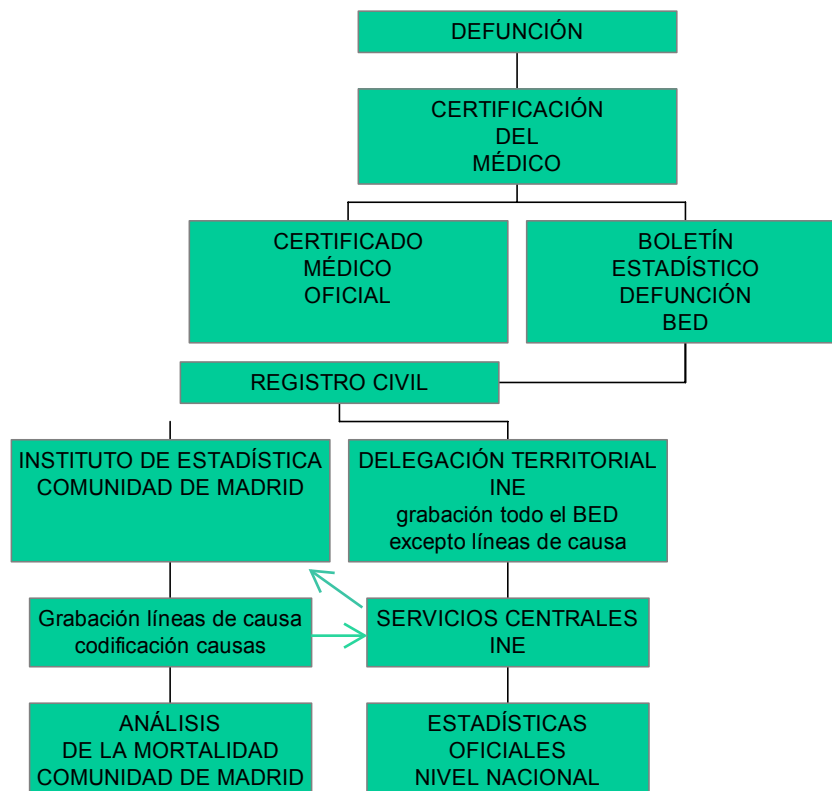 DEFUNCIÓN
CERTIFICACIÓN
DEL
MÉDICO
CERTIFICADO
MÉDICO
OFICIAL
BOLETÍN
ESTADÍSTICO
DEFUNCIÓN
BED
REGISTRO CIVIL
INSTITUTO DE ESTADÍSTICA
COMUNIDAD DE MADRID
DELEGACIÓN TERRITORIAL
INE
grabación todo el BED
excepto líneas de causa
Grabación líneas de causa
codificación causas
SERVICIOS CENTRALES
INE
ANÁLISIS
DE LA MORTALIDAD
COMUNIDAD DE MADRID
ESTADÍSTICAS
OFICIALES
NIVEL NACIONAL